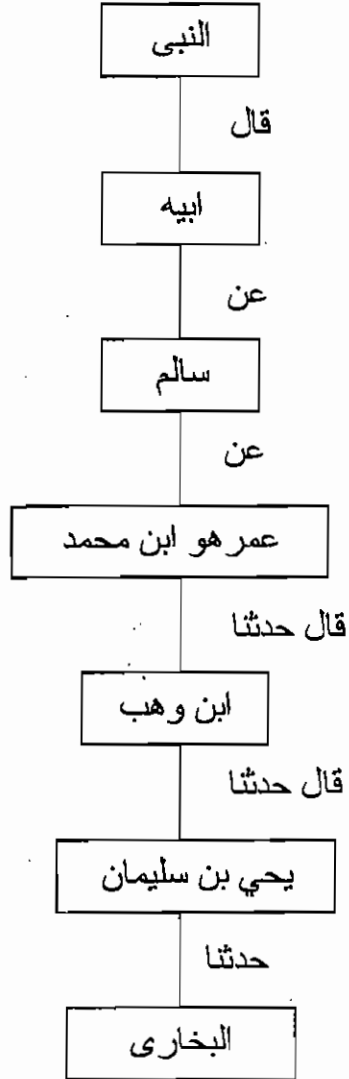 النبى
قال
ابيه
عن
سالم
عن
عمر هو ابن محمد
قال حدثنا
ابن وهب
قال حدثنا
يحي بن سليمان
حدثنا
البخارى